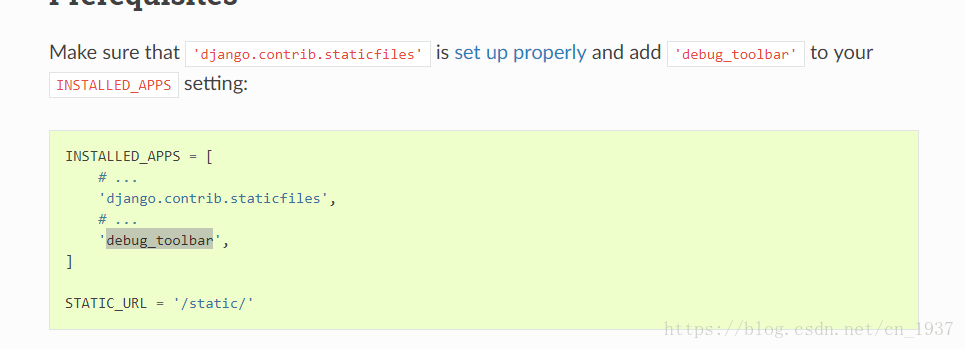 Prerequisites
Make sure that 'django.contrib.staticfiles' is set up properly and add 'debug_toolbar' to your
INSTALLED_APPS setting:
INSTALLED_APPS = [
# ...
'django.contrib.staticfiles',
# ...
'debug_toolbar',
]
STATIC_URL = '/static/'
https://blog.csdn.net/cn_1937